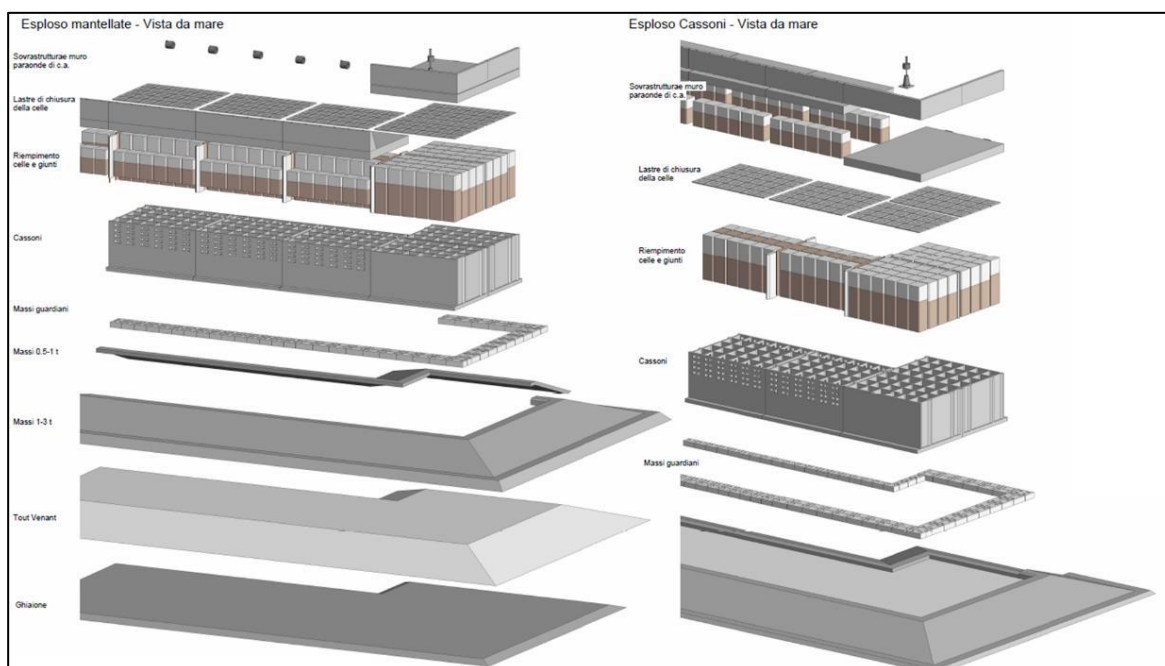 Esploso mantellate - Vista da mare
Sovrastrutturae muro
paraonde di c.a.
Lastre di chiusura
della celle
Riempimento
celle e giunti
Cassoni
Massi guardiani
Massi 0.5-1 t
Massi 1-3 t
Tout Venant
Ghiaione
Esploso Cassoni - Vista da mare
Sovrastrutturae muro
paraonde di c.a.
Lastre di chiusura
della celle
Riempimento
celle e giunti
Cassoni
Massi guardiani